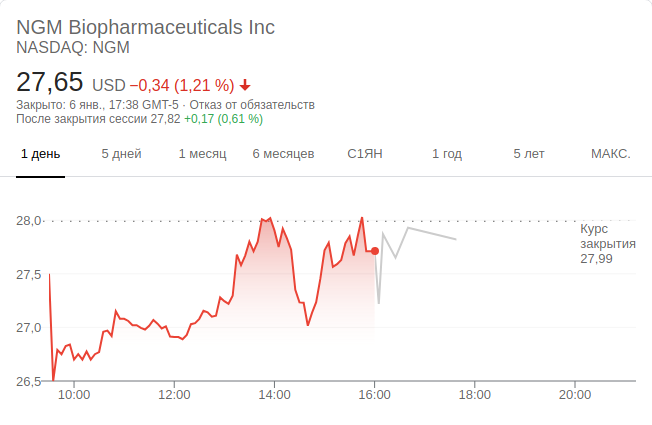 NGM Biopharmaceuticals Inc
NASDAQ: NGM
27,65 USD −0,34 (1,21 %)
Закрыто: 6 янв., 17:38 GMT-5 · Отказ от обязательств
После закрытия сессии 27,82 +0,17 (0,61 %)
1 день 5 дней 1 месяц 6 месяцев С1ЯН 1 год 5 лет МАКС.
28,0
Курс
закрытия
27,99
27,5
27,0
26,5
10:00 12:00 14:00 16:00 18:00 20:00